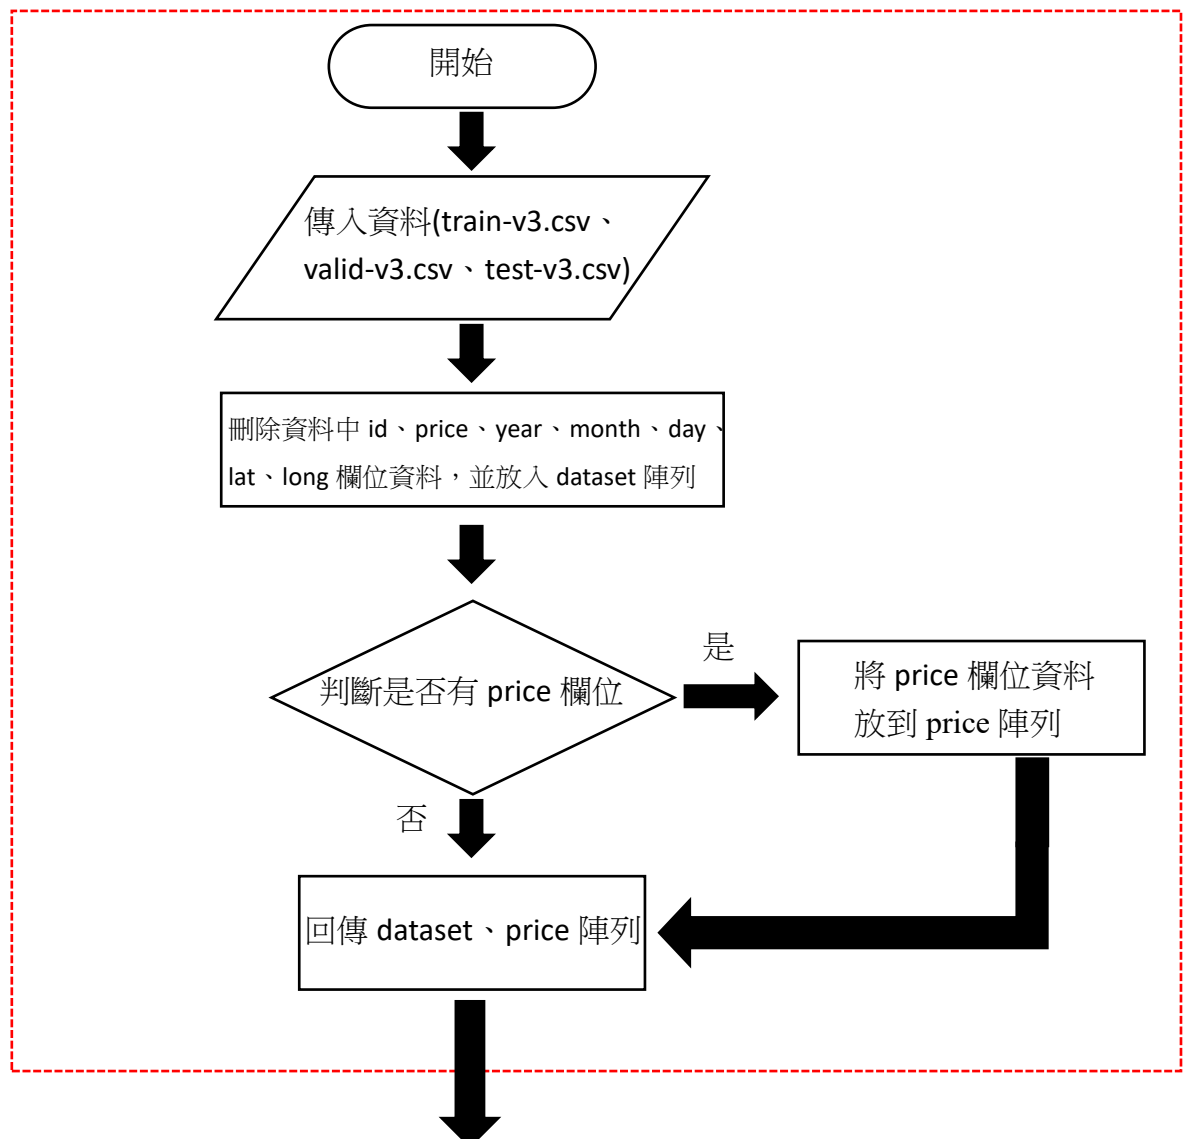 開始
傳入資料(train-v3.csv、
valid-v3.csv、test-v3.csv)
刪除資料中 id、price、year、month、day、
lat、long 欄位資料，並放入 dataset 陣列
判斷是否有 price 欄位
是
將 price 欄位資料
放到 price 陣列
否
回傳 dataset、price 陣列